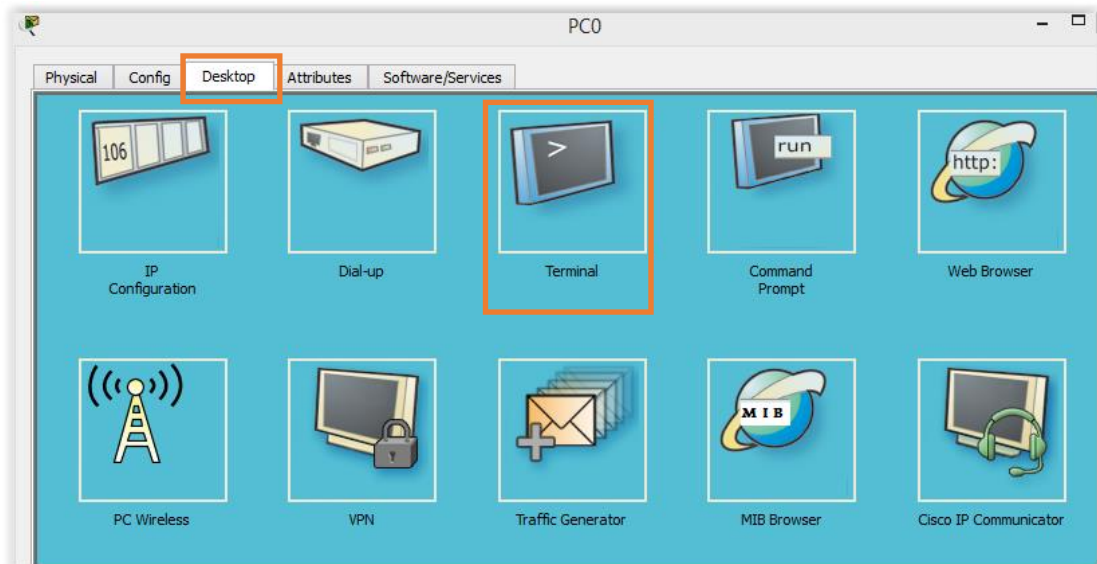 PC0
Physical Config Desktop Attributes Software/Services
106
>
run
http:
IP
Configuration
Dial-up
Terminal
Command
Prompt
Web Browser
MIB
PC Wireless
VPN
Traffic Generator
MIB Browser
Cisco IP Communicator